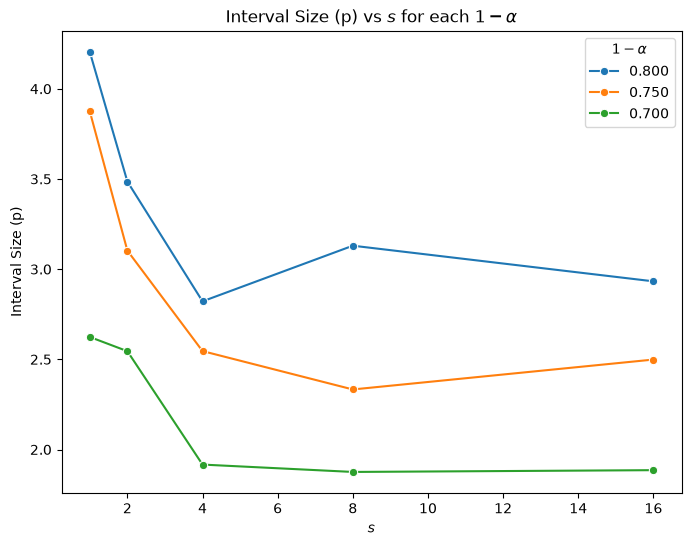 Interval Size (p) vs s for each 1 − α
1 − α
0.800
0.750
0.700
Interval Size (p)
4.0
3.5
3.0
2.5
2.0
2 4 6 8 10 12 14 16
s